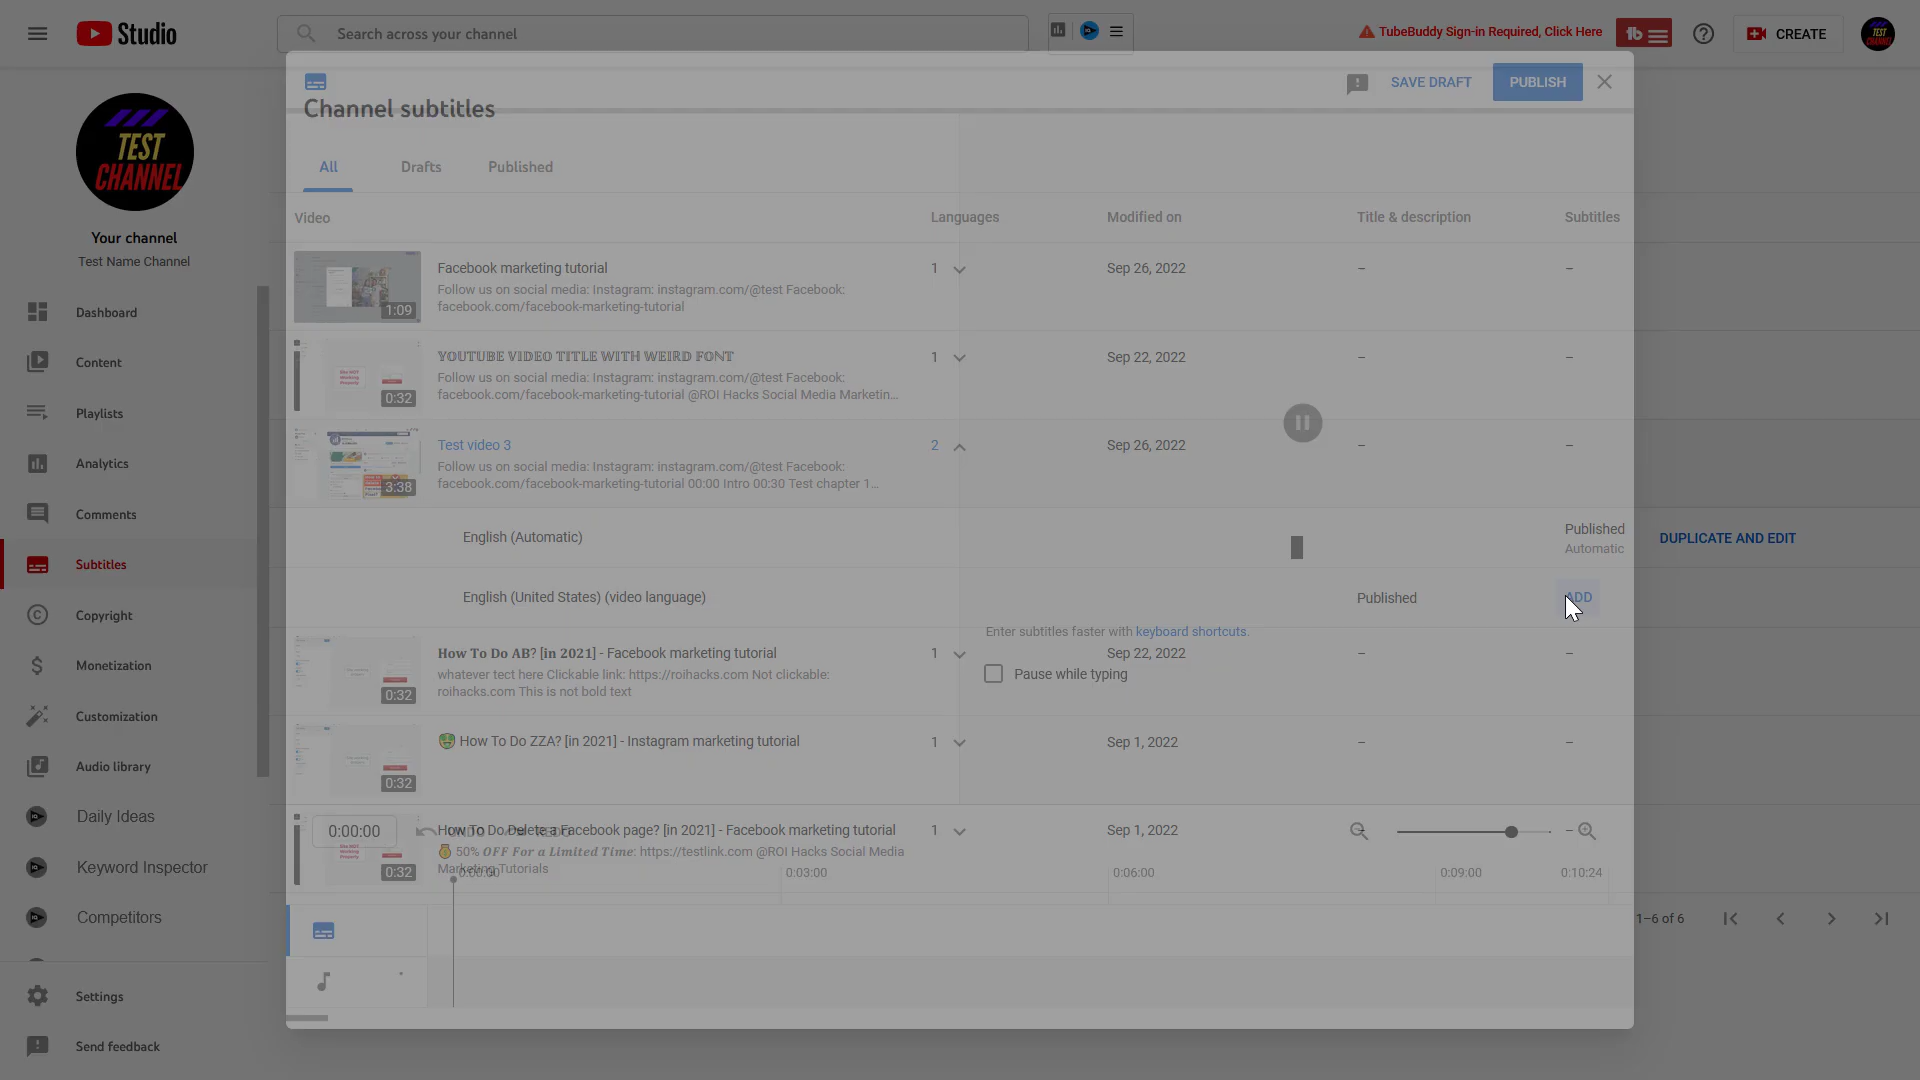 Studio
Search across your channel
TubeBuddy Sign-in Required, Click Here
CREATE
TEST CHANNEL
TEST
CHANNEL
Your channel
Test Name Channel
Dashboard
Content
Playlists
Analytics
Comments
Subtitles
Copyright
Monetization
Customization
Audio library
Daily Ideas
Keyword Inspector
Competitors
Settings
Send feedback
SAVE DRAFT
PUBLISH
Channel subtitles
All Drafts Published
Video Languages Modified on Title & description Subtitles
Facebook marketing tutorial 1 Sep 26, 2022 – –
Follow us on social media: Instagram: instagram.com/@test Facebook:
facebook.com/facebook-marketing-tutorial
1:09
𝕐𝕆𝕌𝕋𝕌𝔹𝔼 𝕍𝕀𝔻𝔼𝕆 𝕋𝕀𝕋𝕃𝔼 𝕎𝕀𝕋ℍ 𝕎𝔼𝕀ℝ𝔻 𝔽𝕆ℕ𝕋 1 Sep 22, 2022 – –
Follow us on social media: Instagram: instagram.com/@test Facebook:
facebook.com/facebook-marketing-tutorial @ROI Hacks Social Media Marketin...
0:32
Test video 3 2 Sep 26, 2022 – –
Follow us on social media: Instagram: instagram.com/@test Facebook:
facebook.com/facebook-marketing-tutorial 00:00 Intro 00:30 Test chapter 1...
3:38
English (Automatic) Published
Automatic
DUPLICATE AND EDIT
English (United States) (video language) Published ADD
Enter subtitles faster with keyboard shortcuts.
Pause while typing
𝐇𝐨𝐰 𝐓𝐨 𝐃𝐨 𝐀𝐁? [𝐢𝐧 𝟐𝟎𝟐𝟏] - Facebook marketing tutorial 1 Sep 22, 2022 – –
whatever tect here Clickable link: https://roihacks.com Not clickable:
roihacks.com This is not bold text
0:32
🤑 How To Do ZZA? [in 2021] - Instagram marketing tutorial 1 Sep 1, 2022 – –
0:32
How To Do Delete a Facebook page? [in 2021] - Facebook marketing tutorial 1 Sep 1, 2022 – –
🥇 50% 𝑶𝑭𝑭 𝑭𝒐𝒓 𝒂 𝑳𝒊𝒎𝒊𝒕𝒆𝒅 𝑻𝒊𝒎𝒆: https://testlink.com @ROI Hacks Social Media
Marketing Tutorials
0:32
0:00:00 UNDO REDO
0:00:00 0:03:00 0:06:00 0:09:00 0:10:24
1–6 of 6